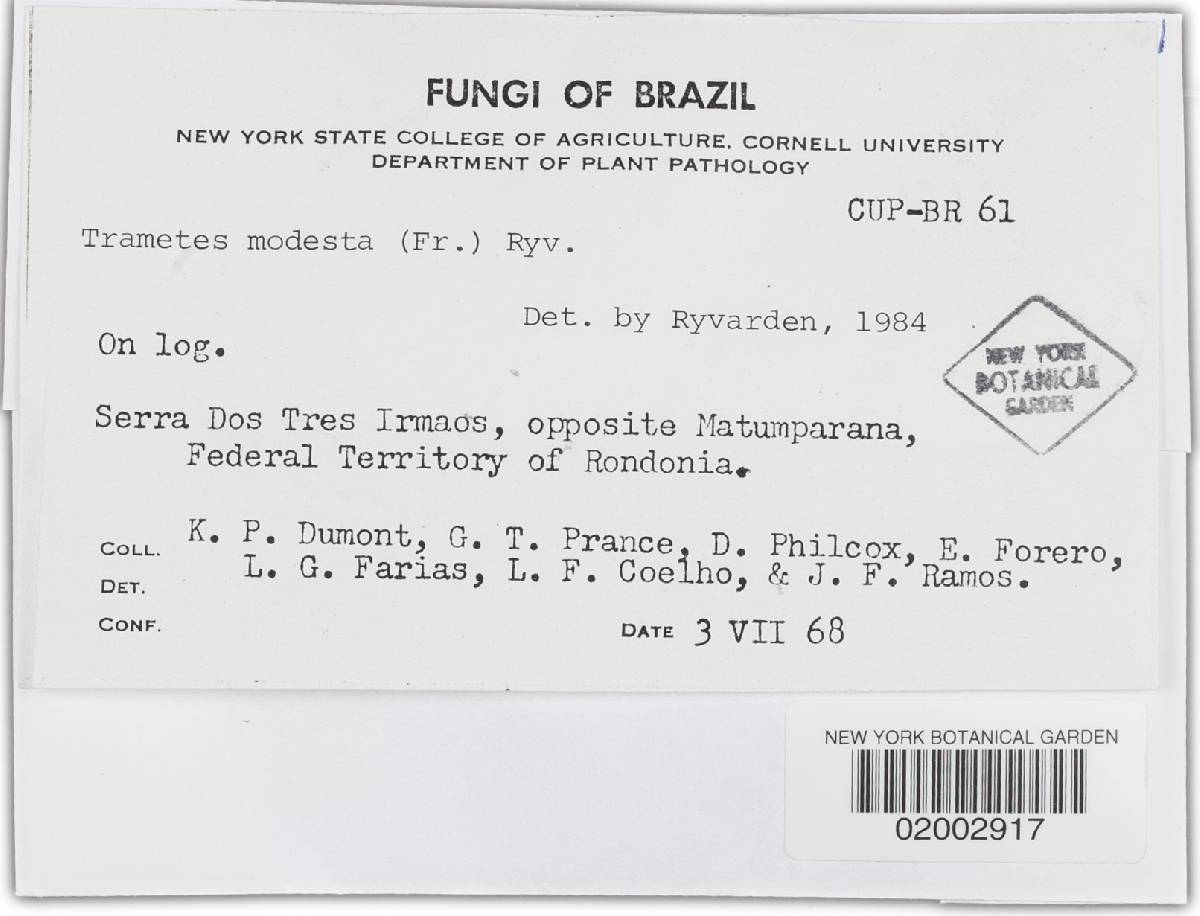 FUNGI OF BRAZIL
NEW YORK STATE COLLEGE OF AGRICULTURE, CORNELL UNIVERSITY
DEPARTMENT OF PLANT PATHOLOGY
CUP-BR 61
Trametes modesta (Fr.) Ryv.
Det. by Ryvarden, 1984
On log.
NEW YORK
BOTANICAL
GARDEN
Serra Dos Tres Irmaos, opposite Matumparana,
Federal Territory of Rondonia.
COLL. K. P. Dumont, G. T. Prance, D. Philcox, E. Forero,
L. G. Farias, L. F. Coelho, & J. F. Ramos.
DET.
CONF.
DATE 3 VII 68
NEW YORK BOTANICAL GARDEN
02002917